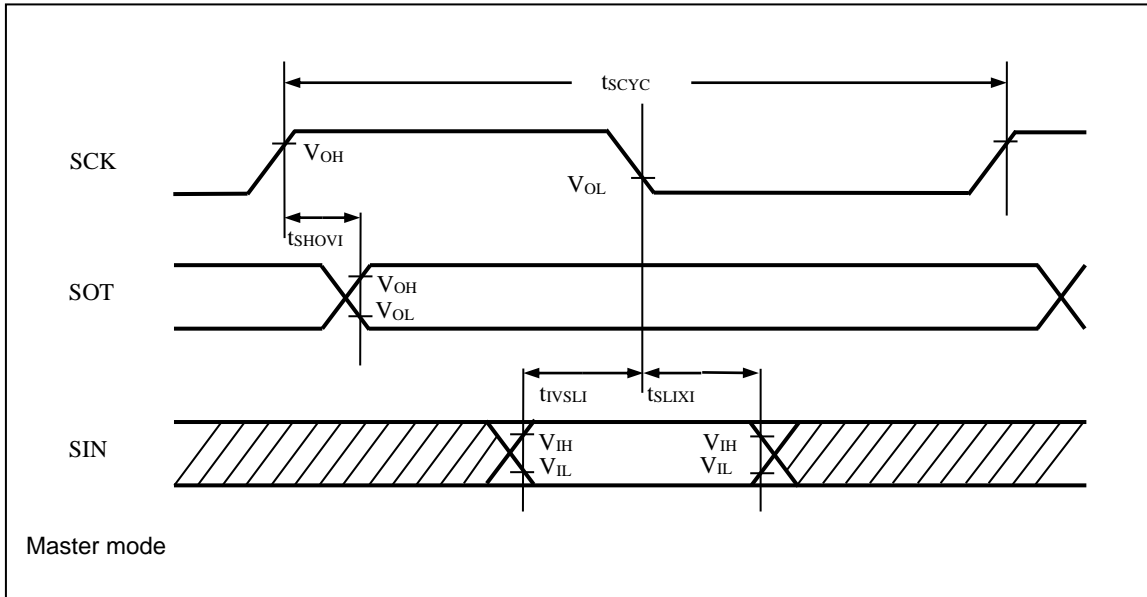 tSCYC
SCK
VOH
VOL
tSHOVI
SOT
VOH
VOL
tIVSLI
tSLIXI
SIN
VIH
VIH
VIL
VIL
Master mode